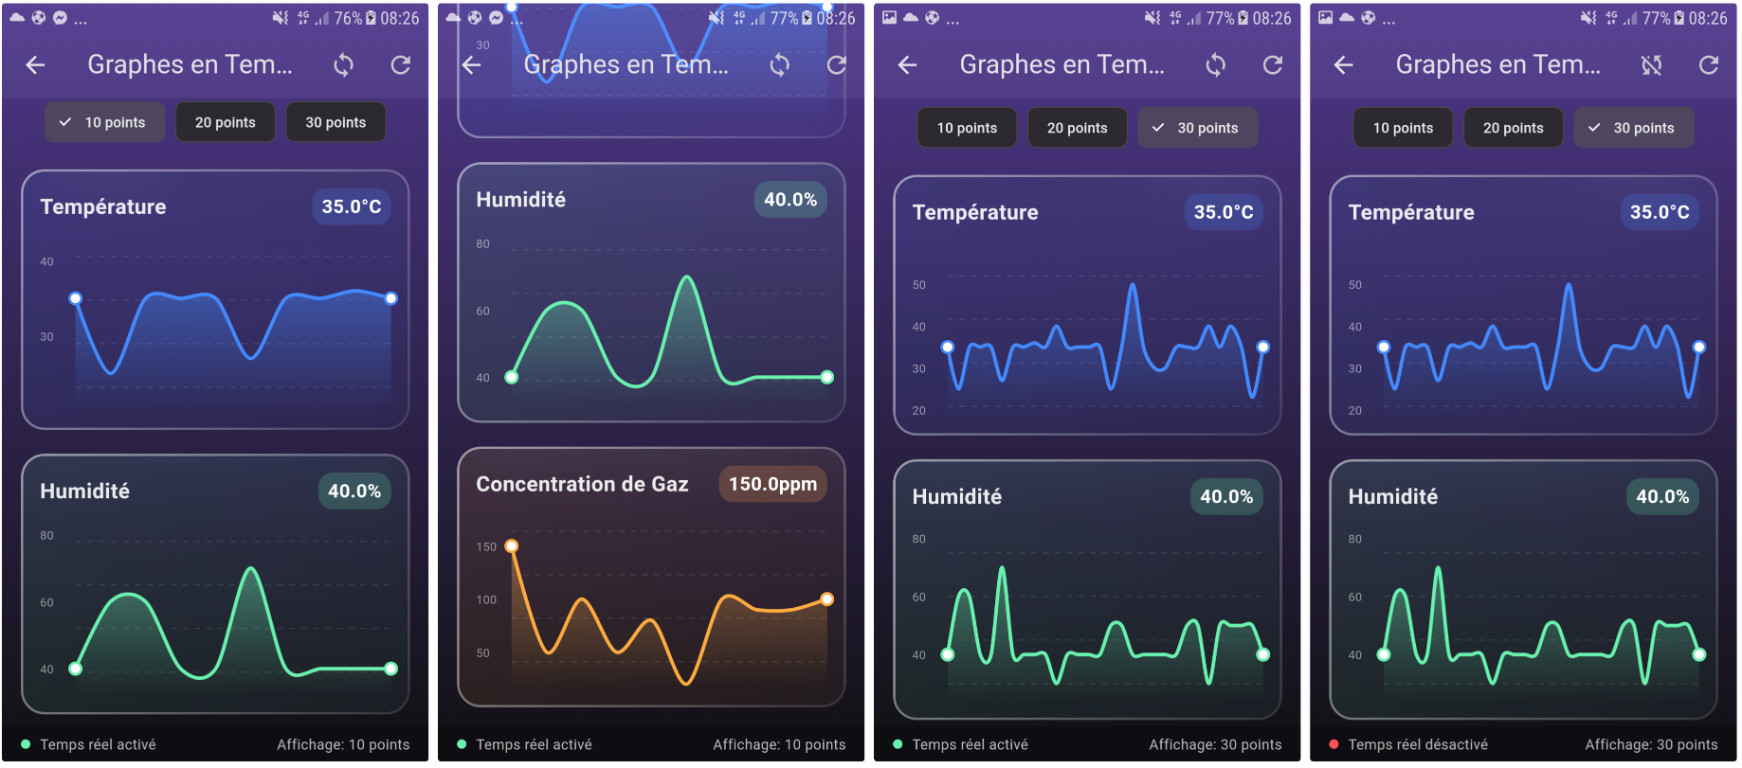 ... 4G 76% 08:26
Graphes en Tem...
10 points 20 points 30 points
Température 35.0°C
40
30
Humidité 40.0%
80
60
40
Temps réel activé Affichage: 10 points
... 4G 77% 08:26
30
Graphes en Tem...
Humidité 40.0%
80
60
40
Concentration de Gaz 150.0ppm
150
100
50
Temps réel activé Affichage: 10 points
... 4G 77% 08:26
Graphes en Tem...
10 points 20 points 30 points
Température 35.0°C
50
40
30
20
Humidité 40.0%
80
60
40
Temps réel activé Affichage: 30 points
... 4G 77% 08:26
Graphes en Tem...
10 points 20 points 30 points
Température 35.0°C
50
40
30
20
Humidité 40.0%
80
60
40
Temps réel désactivé Affichage: 30 points